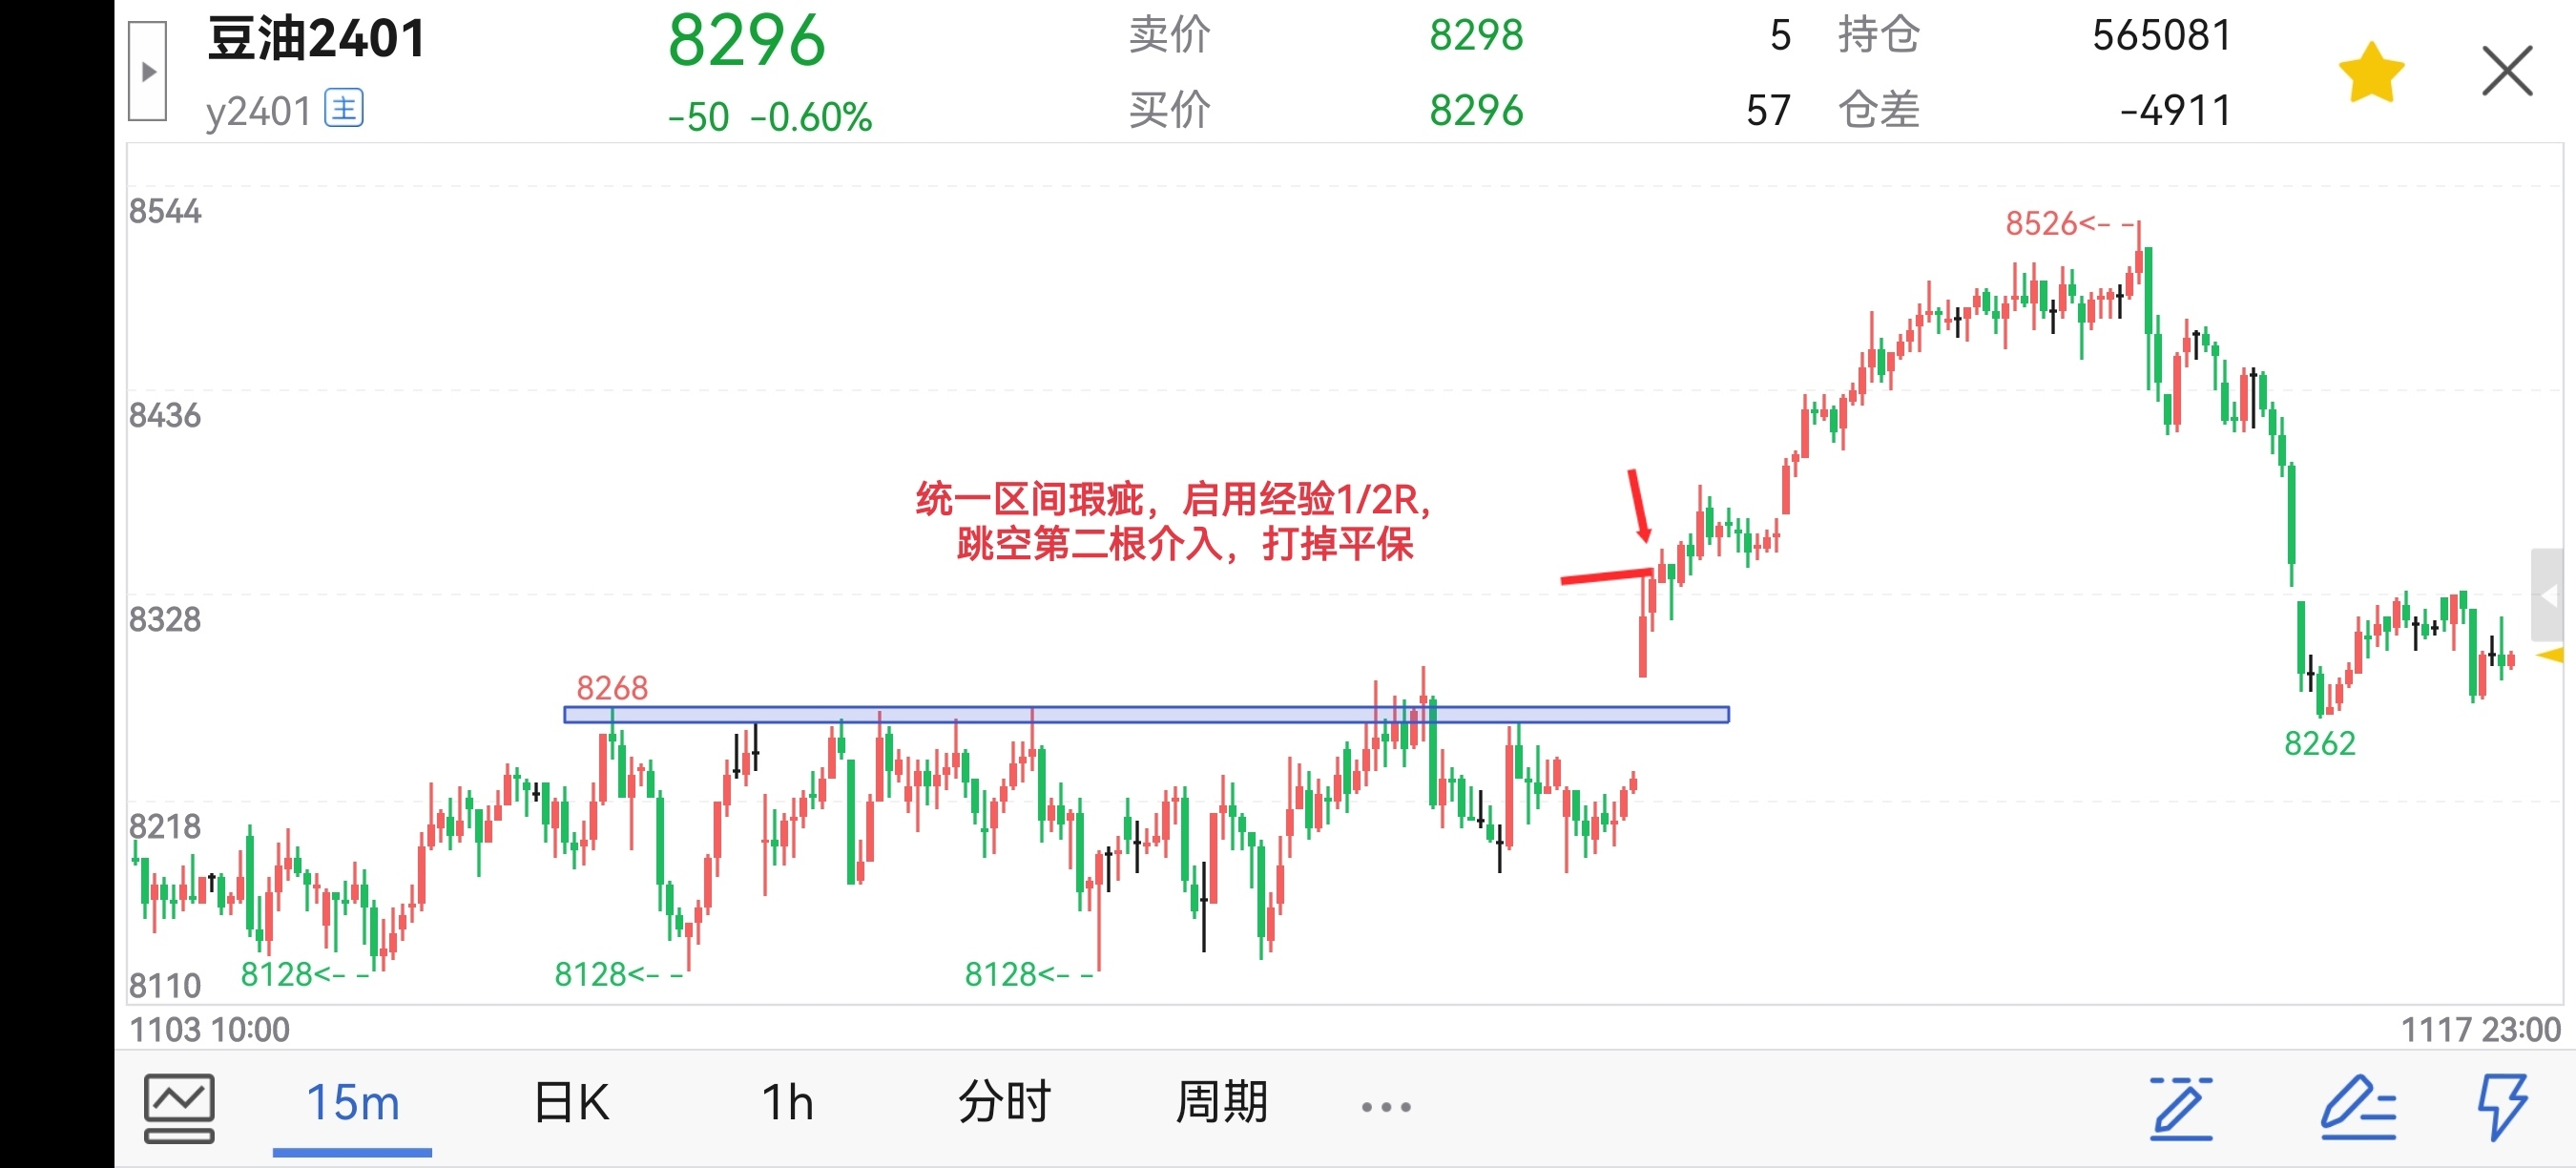 豆油2401
8296
卖价
8298
5
持仓
565081
y2401 主
-50 -0.60%
买价
8296
57
仓差
-4911
8544
8526<- -
8436
统一区间瑕疵，启用经验1/2R，
跳空第二根介入，打掉平保
8328
8268
8262
8218
8128<- -
8128<- -
8128<- -
8110
1103 10:00
1117 23:00
15m
日K
1h
分时
周期